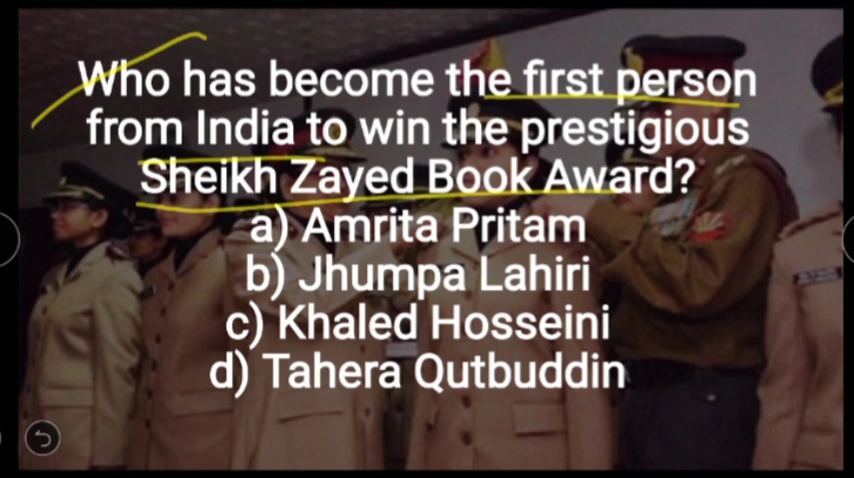 Who has become the first person
from India to win the prestigious
Sheikh Zayed Book Award?
a) Amrita Pritam
b) Jhumpa Lahiri
c) Khaled Hosseini
d) Tahera Qutbuddin